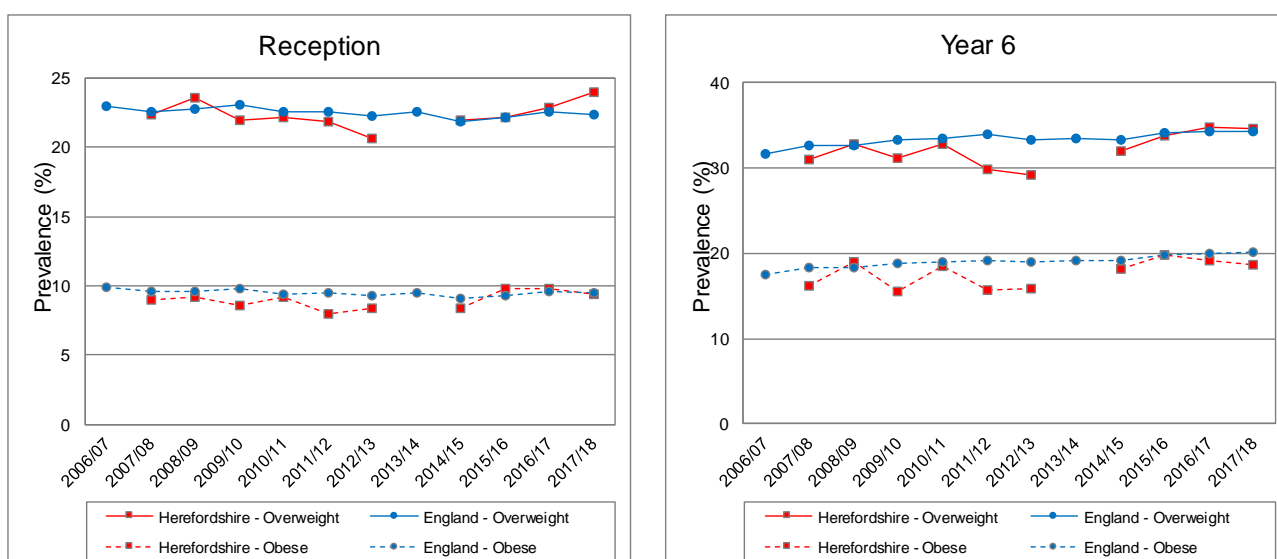 Reception
Prevalence (%)
25
20
15
10
5
0
2006/07
2007/08
2008/09
2009/10
2010/11
2011/12
2012/13
2013/14
2014/15
2015/16
2016/17
2017/18
Herefordshire - Overweight
England - Overweight
Herefordshire - Obese
England - Obese
Year 6
Prevalence (%)
40
30
20
10
0
2006/07
2007/08
2008/09
2009/10
2010/11
2011/12
2012/13
2013/14
2014/15
2015/16
2016/17
2017/18
Herefordshire - Overweight
England - Overweight
Herefordshire - Obese
England - Obese